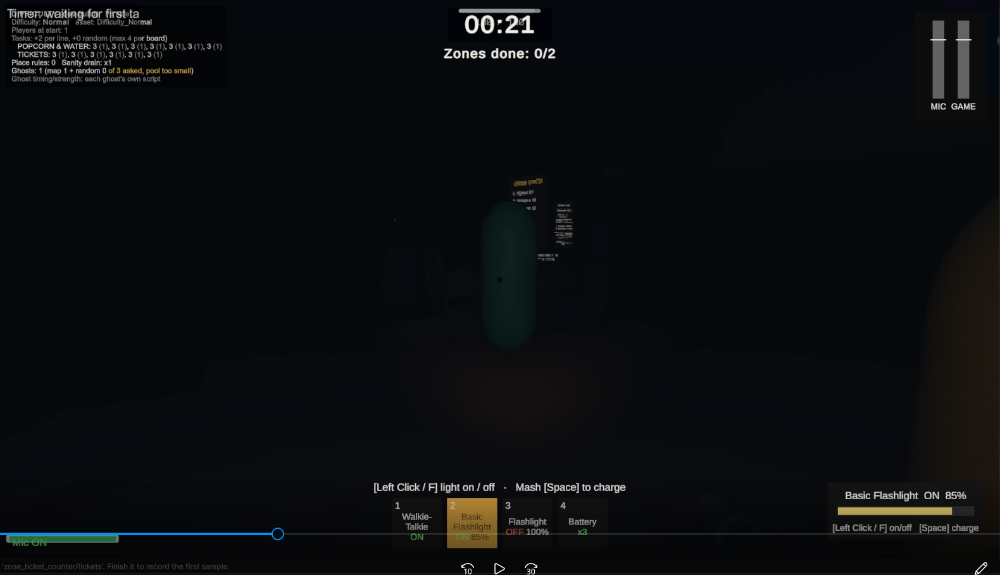 Timer: waiting for first ta
Difficulty: Normal asset: Difficulty_Normal
Players at start: 1
Tasks: +2 per line, +0 random (max 4 per board)
POPCORN & WATER: 3 (1), 3 (1), 3 (1), 3 (1), 3 (1), 3 (1), 3 (1)
TICKETS: 3 (1), 3 (1), 3 (1), 3 (1), 3 (1), 3 (1)
Place rules: 0 Sanity drain: x1
Ghosts: 1 (map 1 + random 0 of 3 asked, pool too small)
Ghost timing/strength: each ghost's own script
00:21
Zones done: 0/2
MIC GAME
[Left Click / F] light on / off · Mash [Space] to charge
1
Walkie-
Talkie
ON
2
Basic
Flashlight
ON 85%
3
Flashlight
OFF 100%
4
Battery
x3
Basic Flashlight ON 85%
[Left Click / F] on/off [Space] charge
Mic ON
'zone_ticket_counter/tickets'. Finish it to record the first sample.
10
30